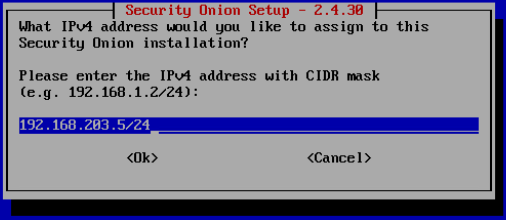 Security Onion Setup - 2.4.30
What IPv4 address would you like to assign to this
Security Onion installation?
Please enter the IPv4 address with CIDR mask
(e.g. 192.168.1.2/24):
192.168.203.5/24
<Ok> <Cancel>